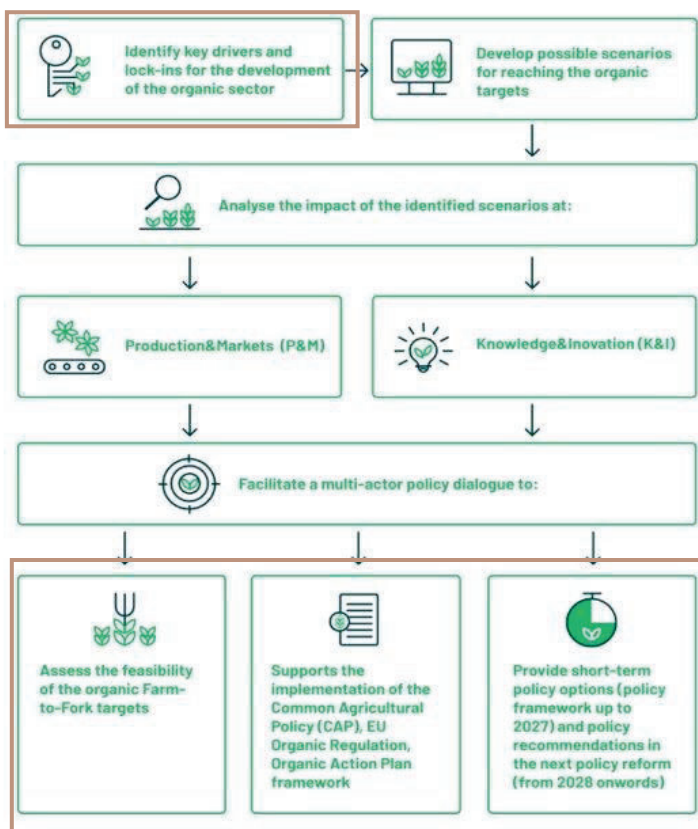 Identify key drivers and
lock-ins for the development
of the organic sector
Develop possible scenarios
for reaching the organic
targets
Analyse the impact of the identified scenarios at:
Production&Markets (P&M)
Knowledge&Inovation (K&I)
Facilitate a multi-actor policy dialogue to:
Assess the feasibility
of the organic Farm-
to-Fork targets
Supports the
implementation of the
Common Agricultural
Policy (CAP), EU
Organic Regulation,
Organic Action Plan
framework
Provide short-term
policy options (policy
framework up to
2027) and policy
recommendations in
the next policy reform
(from 2028 onwords)